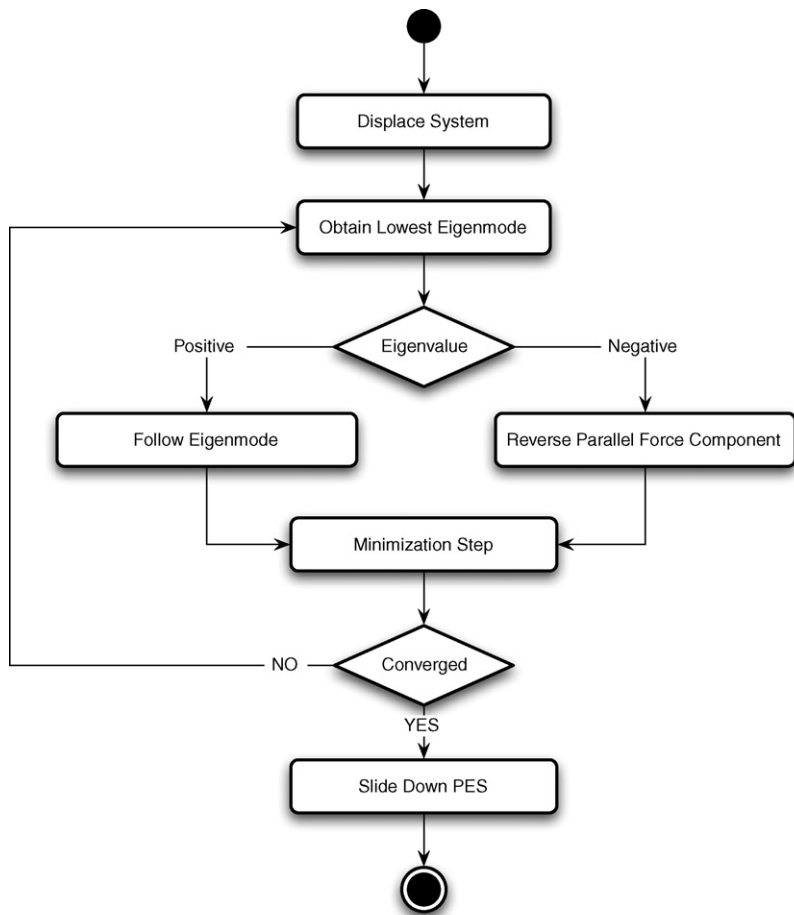 Displace System
Obtain Lowest Eigenmode
Positive
Eigenvalue
Negative
Follow Eigenmode
Reverse Parallel Force Component
Minimization Step
NO
Converged
YES
Slide Down PES